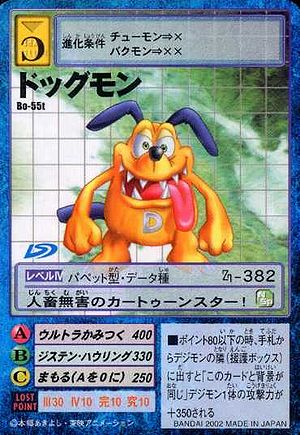 進化条件
チューモン⇒×
バクモン⇒××
ドッグモン
Bo-55t
D
レベルⅣ パペット型・データ種 Zη-382
人畜無害のカートゥーンスター!
A ウルトラかみつく 400
B ジステン・ハウリング 330
C まもる(Aを0に) 250
LOST POINT Ⅲ30 Ⅳ10 完10 究10
■ポイント80以下の時、手札か
らデジモンの隣(援護ボックス)
に出すと「このカードと背景が
同じ」デジモン1体の攻撃力が
+350される
©本郷あきよし・東映アニメーション
BANDAI 2002 MADE IN JAPAN